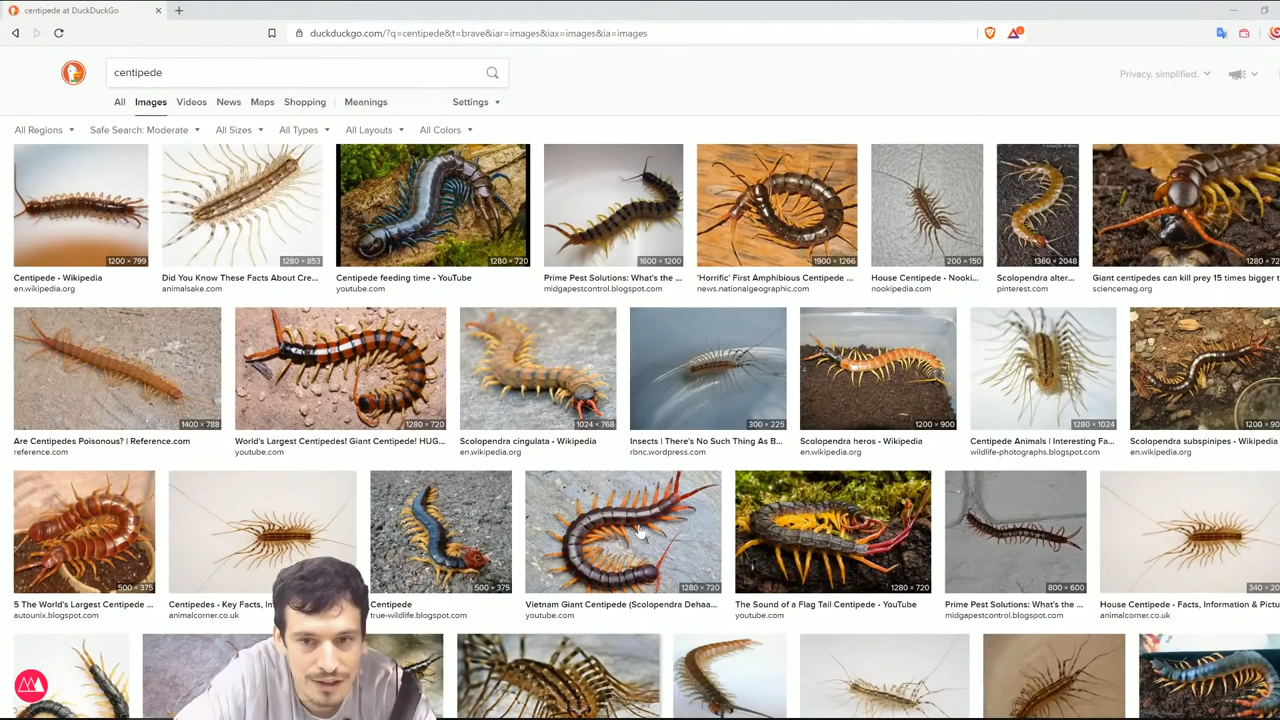 centipede at DuckDuckGo
duckduckgo.com/?q=centipede&t=brave&iar=images&iax=images&ia=images
centipede
Privacy, simplified.
All Images Videos News Maps Shopping Meanings Settings
All Regions Safe Search: Moderate All Sizes All Types All Layouts All Colors
1200 × 799 1280 × 853 1280 × 720 1600 × 1200 1900 × 1266 200 × 150 1360 × 2048
Centipede - Wikipedia Did You Know These Facts About Cre... Centipede feeding time - YouTube Prime Pest Solutions: What's the ... 'Horrific' First Amphibious Centipede ... House Centipede - Nooki... Scolopendra alter... Giant centipedes can kill prey 15 times bigger
en.wikipedia.org animalsake.com youtube.com midgapestcontrol.blogspot.com news.nationalgeographic.com nookipedia.com pinterest.com sciencemag.org
1400 × 788 1280 × 720 1024 × 768 300 × 225 1200 × 900 1280 × 1024
Are Centipedes Poisonous? | Reference.com World's Largest Centipedes! Giant Centipede! HUG... Scolopendra cingulata - Wikipedia Insects | There's No Such Thing As B... Scolopendra heros - Wikipedia Centipede Animals | Interesting Fa... Scolopendra subspinipes - Wikipedia
reference.com youtube.com en.wikipedia.org rbnc.wordpress.com en.wikipedia.org wildlife-photographs.blogspot.com en.wikipedia.org
500 × 375 500 × 375 1280 × 720 1280 × 720 800 × 600
5 The World's Largest Centipede ... Centipedes - Key Facts, In Centipede Vietnam Giant Centipede (Scolopendra Dehaa... The Sound of a Flag Tail Centipede - YouTube Prime Pest Solutions: What's the ... House Centipede - Facts, Information & Pictu
autounix.blogspot.com animalcorner.co.uk true-wildlife.blogspot.com youtube.com youtube.com midgapestcontrol.blogspot.com animalcorner.co.uk